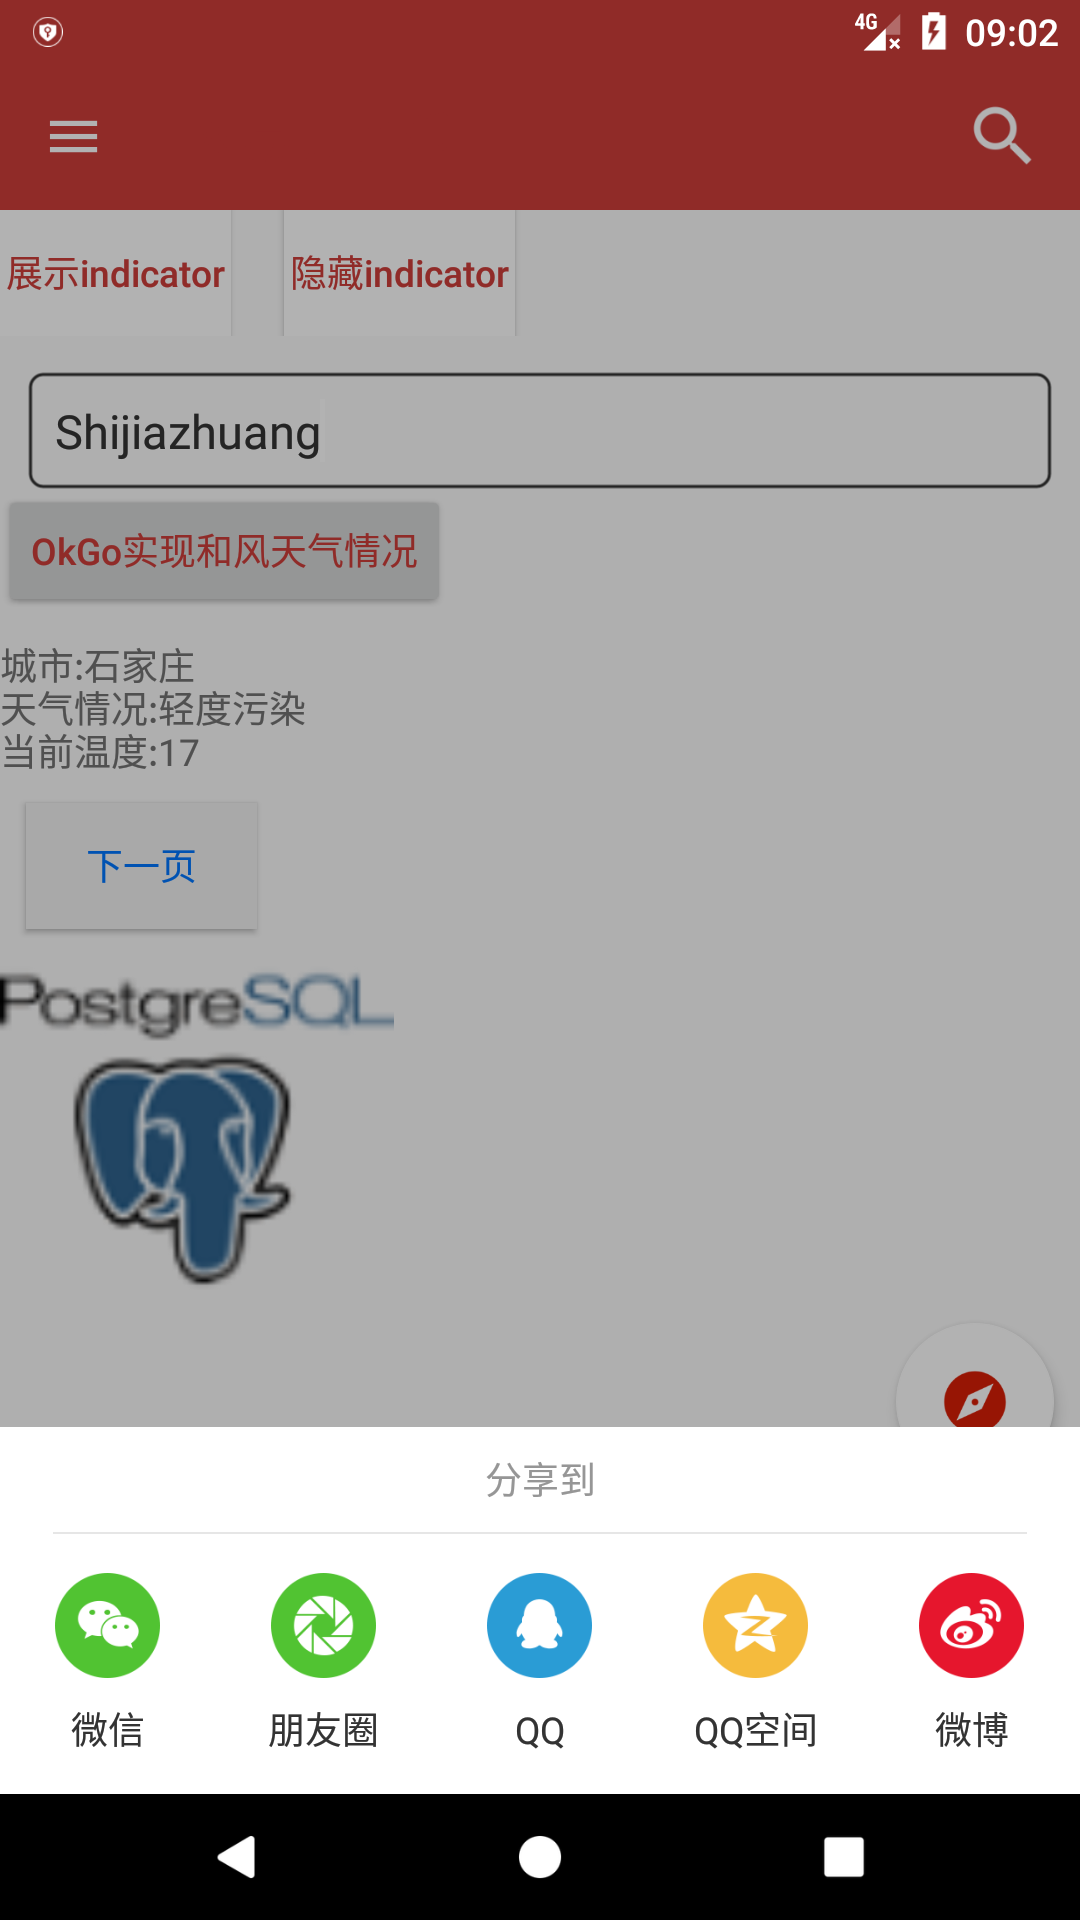 4G 09:02
展示indicator 隐藏indicator
Shijiazhuang
OkGo实现和风天气情况
城市:石家庄
天气情况:轻度污染
当前温度:17
下一页
PostgreSQL
分享到
微信 朋友圈 QQ QQ空间 微博